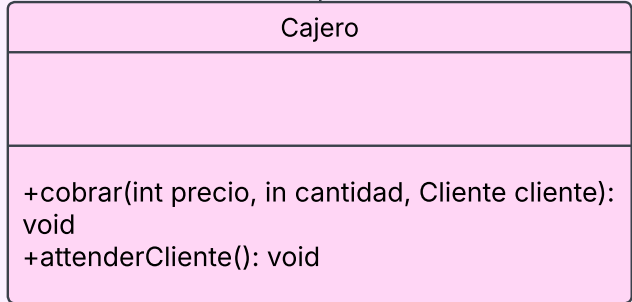 Cajero
+cobrar(int precio, in cantidad, Cliente cliente):
void
+attenderCliente(): void